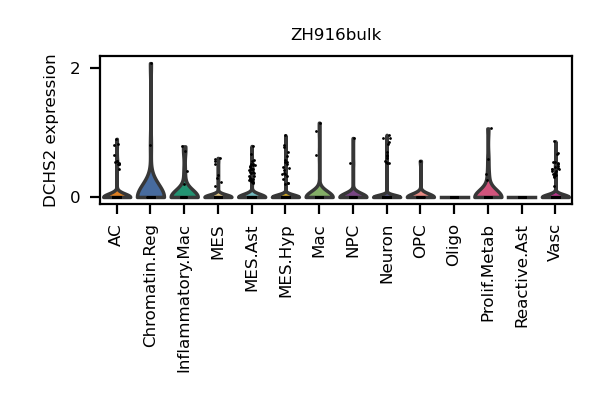 ZH916bulk
DCHS2 expression
2
0
AC
Chromatin.Reg
Inflammatory.Mac
MES
MES.Ast
MES.Hyp
Mac
NPC
Neuron
OPC
Oligo
Prolif.Metab
Reactive.Ast
Vasc